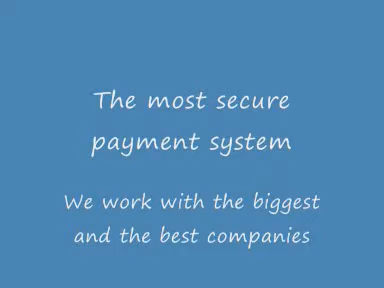 The most secure
payment system
We work with the biggest
and the best companies